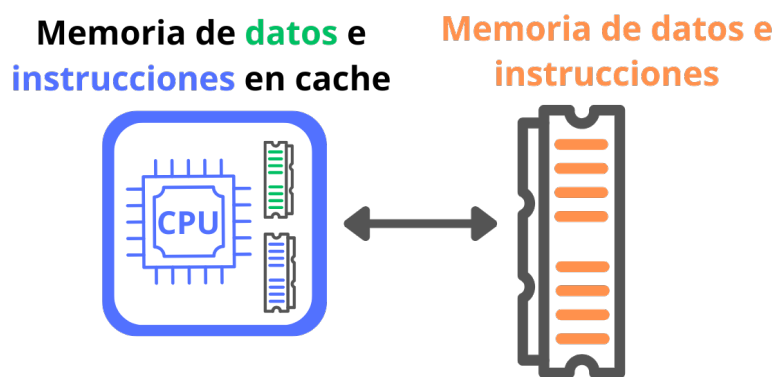 Memoria de datos e
instrucciones en cache
Memoria de datos e
instrucciones
CPU